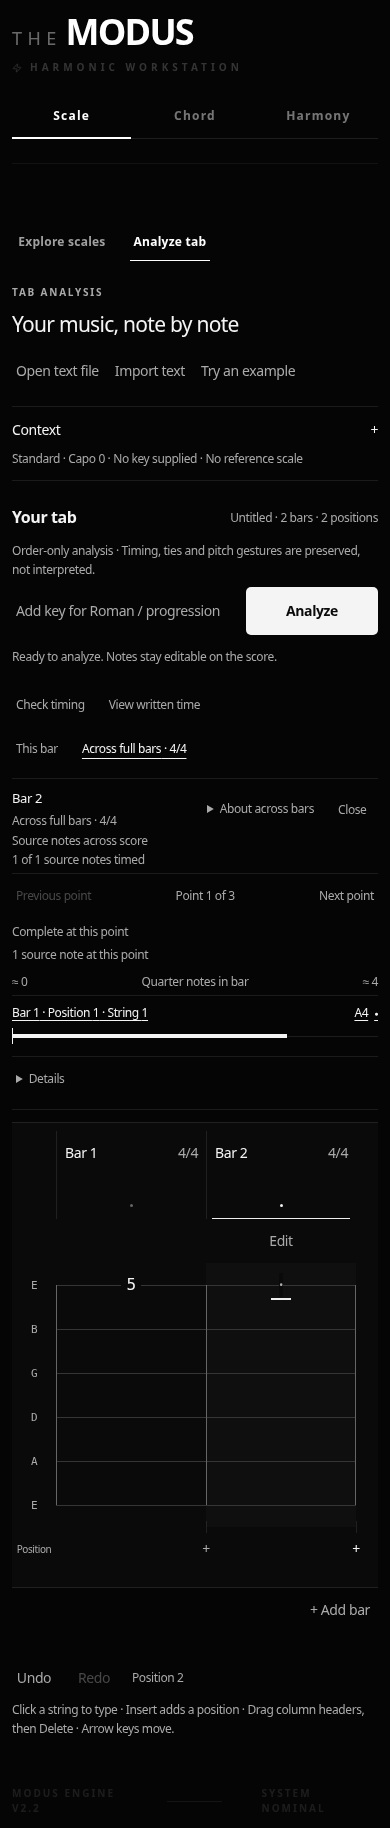 THE MODUS
HARMONIC WORKSTATION
Scale Chord Harmony
Explore scales Analyze tab
TAB ANALYSIS
Your music, note by note
Open text file Import text Try an example
Context +
Standard · Capo 0 · No key supplied · No reference scale
Your tab Untitled · 2 bars · 2 positions
Order-only analysis · Timing, ties and pitch gestures are preserved,
not interpreted.
Add key for Roman / progression Analyze
Ready to analyze. Notes stay editable on the score.
Check timing View written time
This bar Across full bars · 4/4
Bar 2
Across full bars · 4/4
▶ About across bars Close
Source notes across score
1 of 1 source notes timed
Previous point Point 1 of 3 Next point
Complete at this point
1 source note at this point
≈ 0 Quarter notes in bar ≈ 4
Bar 1 · Position 1 · String 1 A4 •
▶ Details
Bar 1 4/4 Bar 2 4/4
· ·
Edit
E 5 ·
B
G
D
A
E
Position + +
+ Add bar
Undo Redo Position 2
Click a string to type · Insert adds a position · Drag column headers,
then Delete · Arrow keys move.
MODUS ENGINE SYSTEM
V2.2 NOMINAL